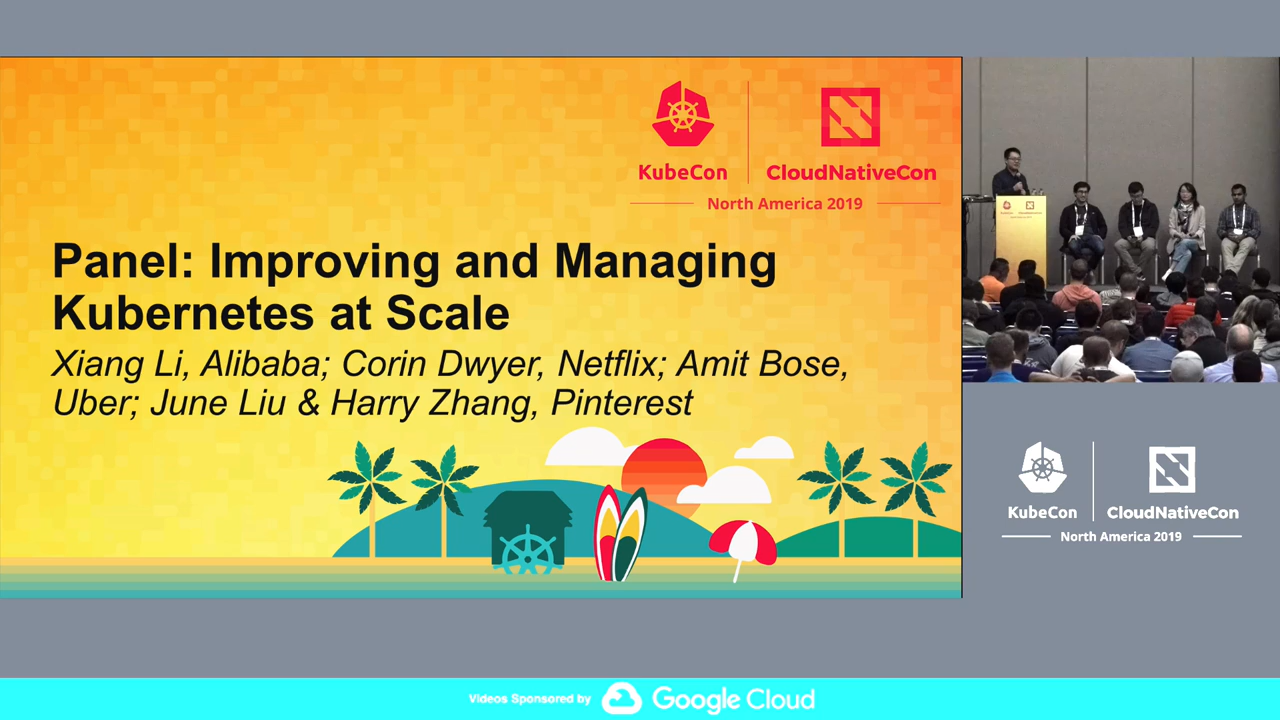 KubeCon
CloudNativeCon
North America 2019
Panel: Improving and Managing
Kubernetes at Scale
Xiang Li, Alibaba; Corin Dwyer, Netflix; Amit Bose,
Uber; June Liu & Harry Zhang, Pinterest
KubeCon
CloudNativeCon
North America 2019
Videos Sponsored by Google Cloud